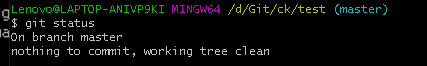 Lenovo@LAPTOP-ANIVP9KI MINGW64 /d/Git/ck/test (master)
$ git status
On branch master
nothing to commit, working tree clean